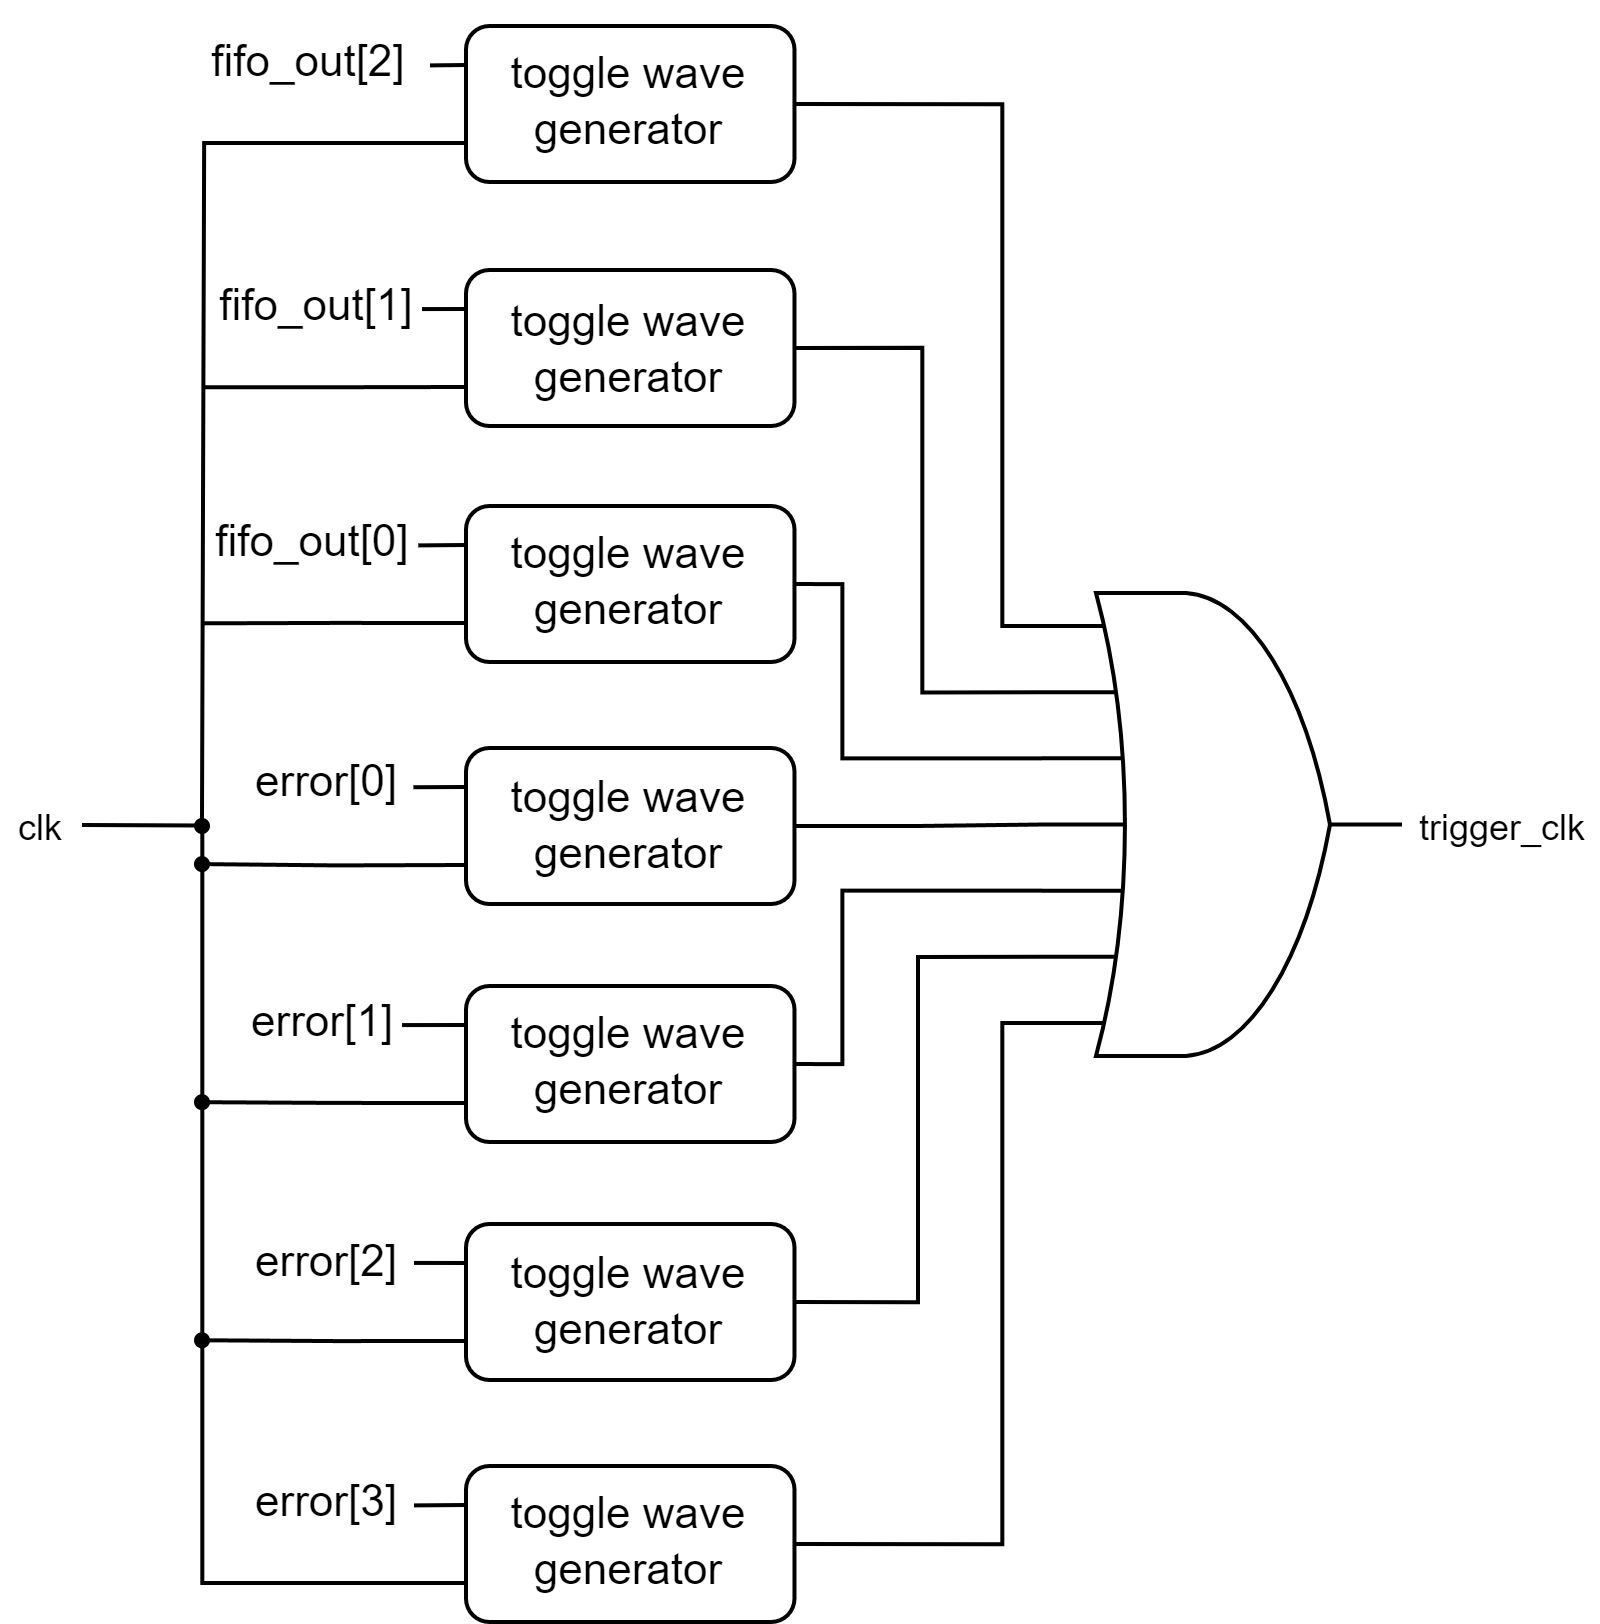 fifo_out[2]
toggle wave
generator
fifo_out[1]
toggle wave
generator
fifo_out[0]
toggle wave
generator
error[0]
toggle wave
generator
clk
trigger_clk
error[1]
toggle wave
generator
error[2]
toggle wave
generator
error[3]
toggle wave
generator